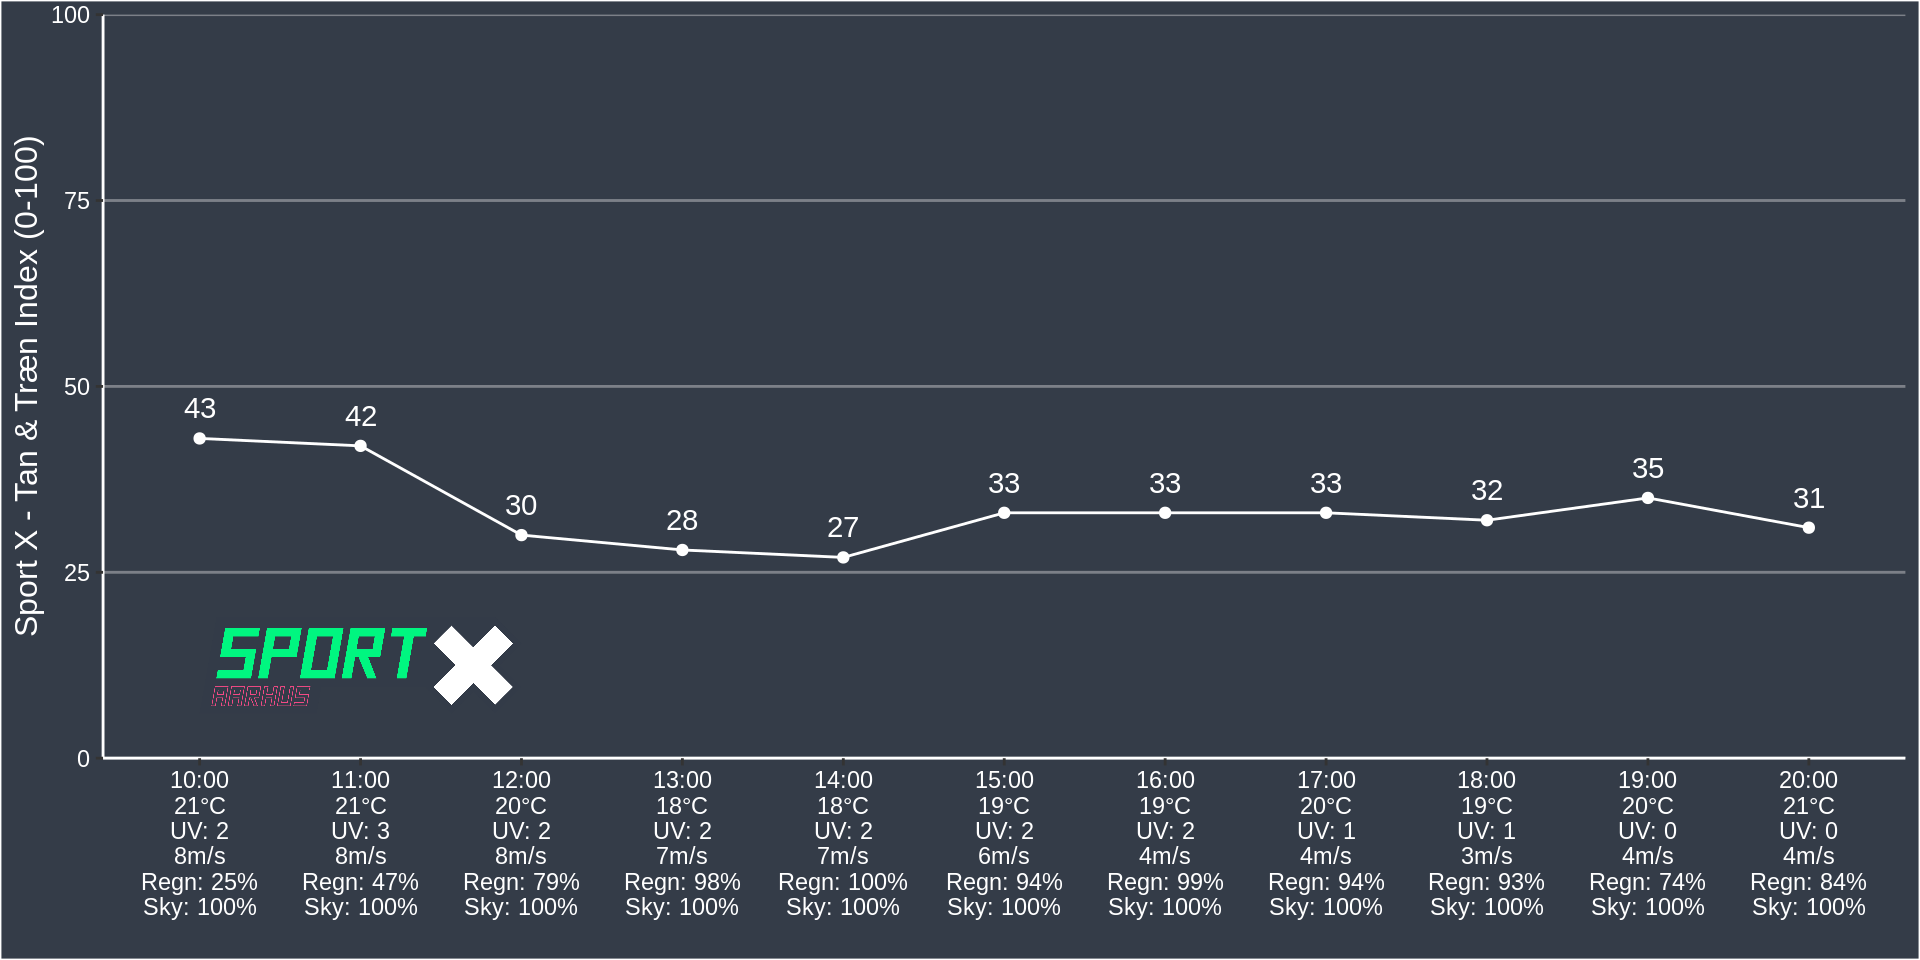 100
75
50
25
0
Sport X - Tan & Træn Index (0-100)
43
42
30
28
27
33
33
33
32
35
31
SPORT X
AARHUS
10:00 11:00 12:00 13:00 14:00 15:00 16:00 17:00 18:00 19:00 20:00
21°C 21°C 20°C 18°C 18°C 19°C 19°C 20°C 19°C 20°C 21°C
UV: 2 UV: 3 UV: 2 UV: 2 UV: 2 UV: 2 UV: 2 UV: 1 UV: 1 UV: 0 UV: 0
8m/s 8m/s 8m/s 7m/s 7m/s 6m/s 4m/s 4m/s 3m/s 4m/s 4m/s
Regn: 25% Regn: 47% Regn: 79% Regn: 98% Regn: 100% Regn: 94% Regn: 99% Regn: 94% Regn: 93% Regn: 74% Regn: 84%
Sky: 100% Sky: 100% Sky: 100% Sky: 100% Sky: 100% Sky: 100% Sky: 100% Sky: 100% Sky: 100% Sky: 100% Sky: 100%